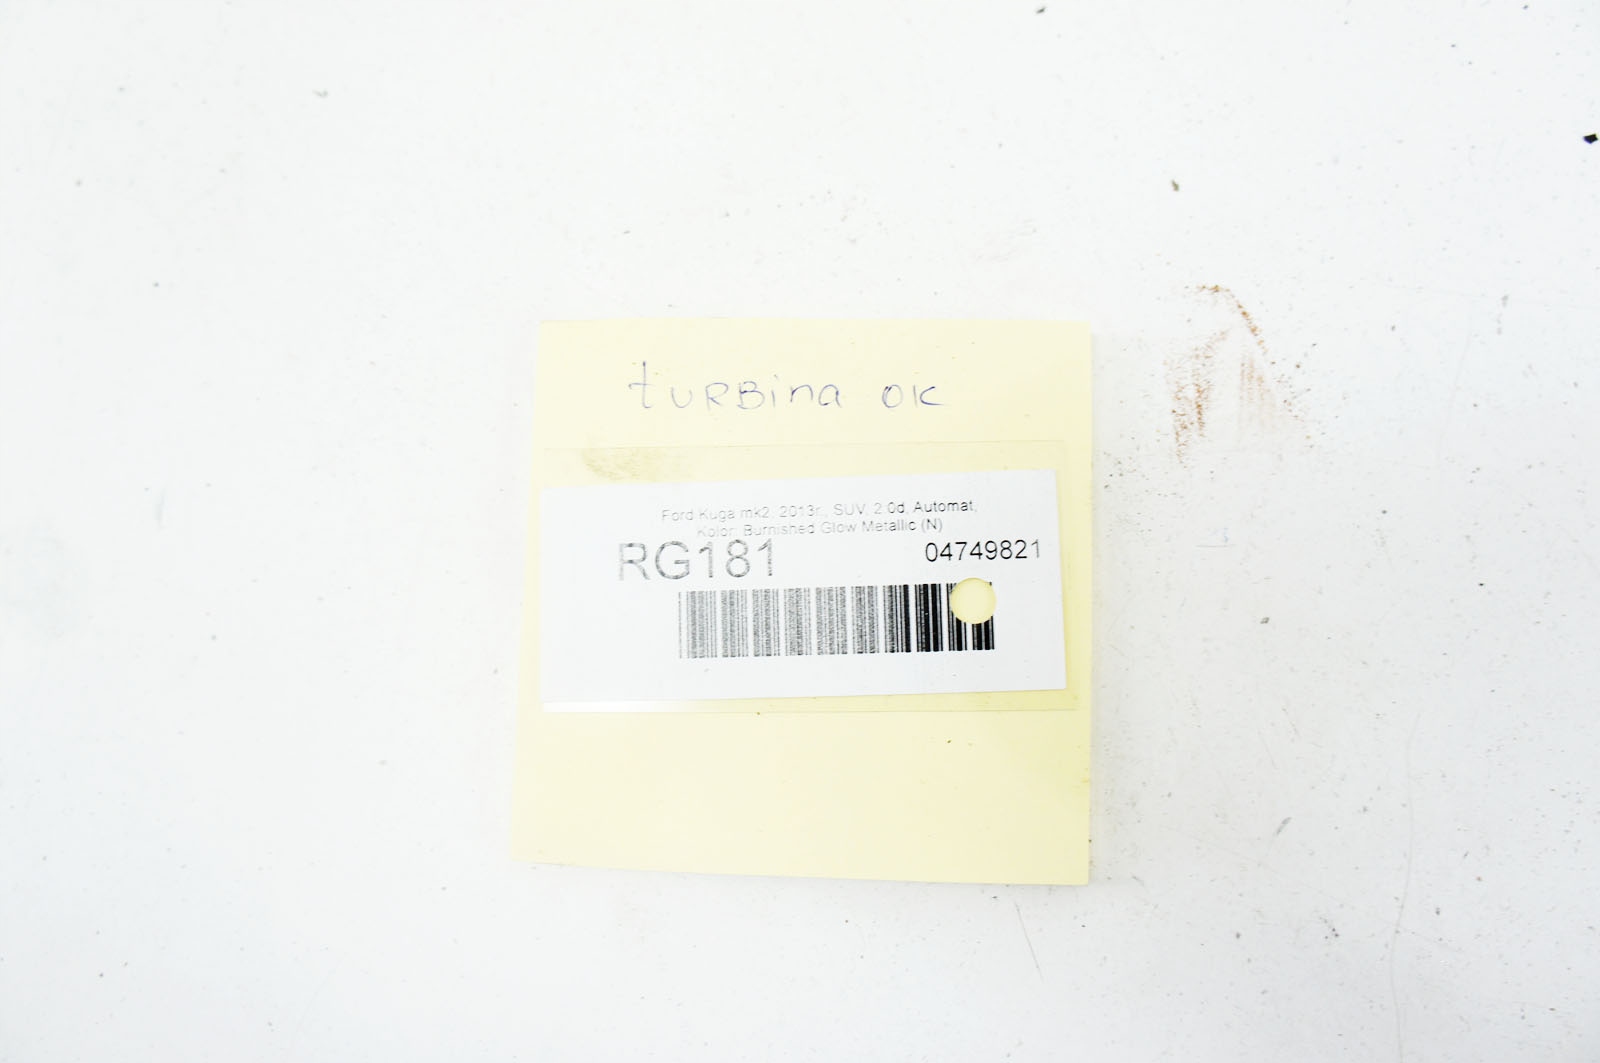 turbina ok
Ford Kuga mk2, 2013r., SUV, 2.0d, Automat,
Kolor: Burnished Glow Metallic (N)
RG181 04749821